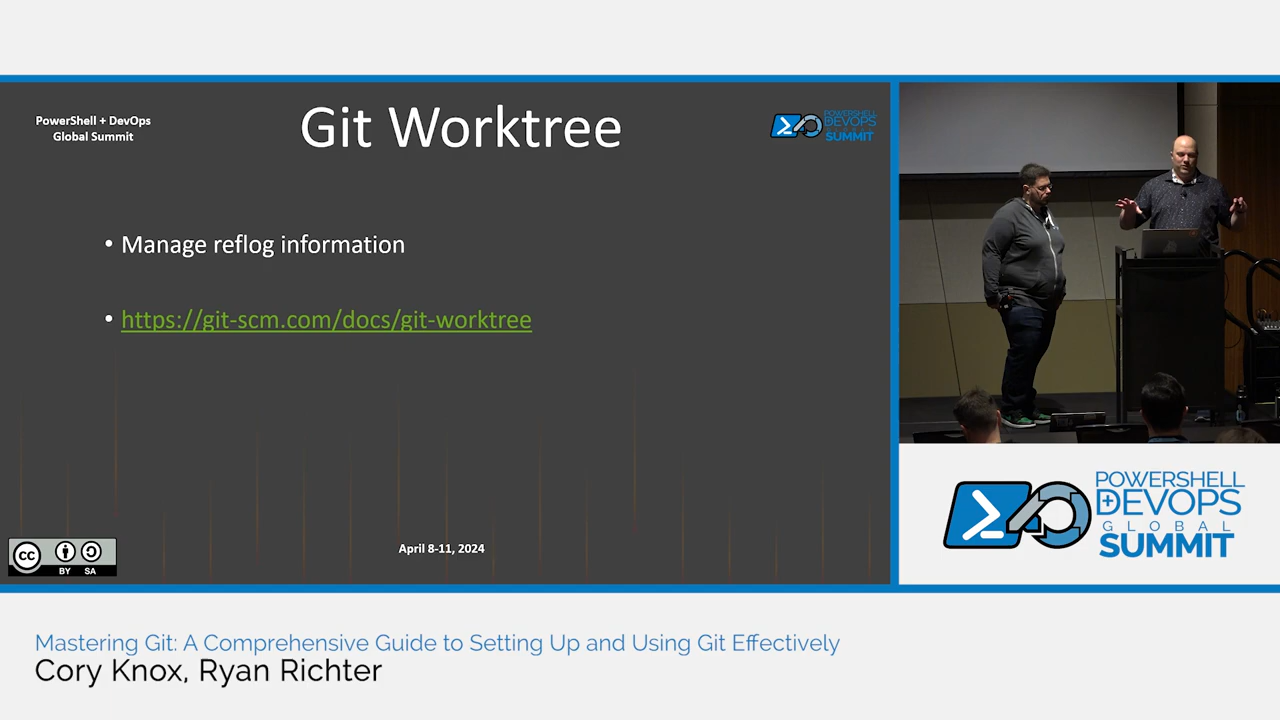 PowerShell + DevOps
Global Summit
Git Worktree
POWERSHELL
DEVOPS
GLOBAL
SUMMIT
• Manage reflog information
• https://git-scm.com/docs/git-worktree
April 8-11, 2024
cc
BY SA
POWERSHELL
DEVOPS
GLOBAL
SUMMIT
Mastering Git: A Comprehensive Guide to Setting Up and Using Git Effectively
Cory Knox, Ryan Richter